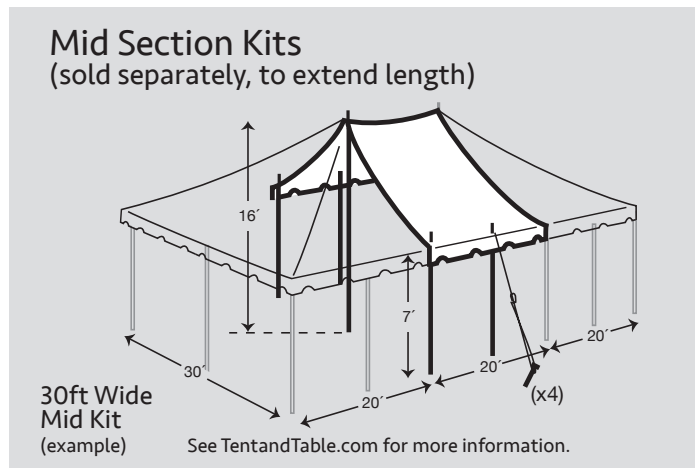 Mid Section Kits
(sold separately, to extend length)
16´
7´
30´
20´
20´
20´
(x4)
30ft Wide
Mid Kit
(example)
See TentandTable.com for more information.